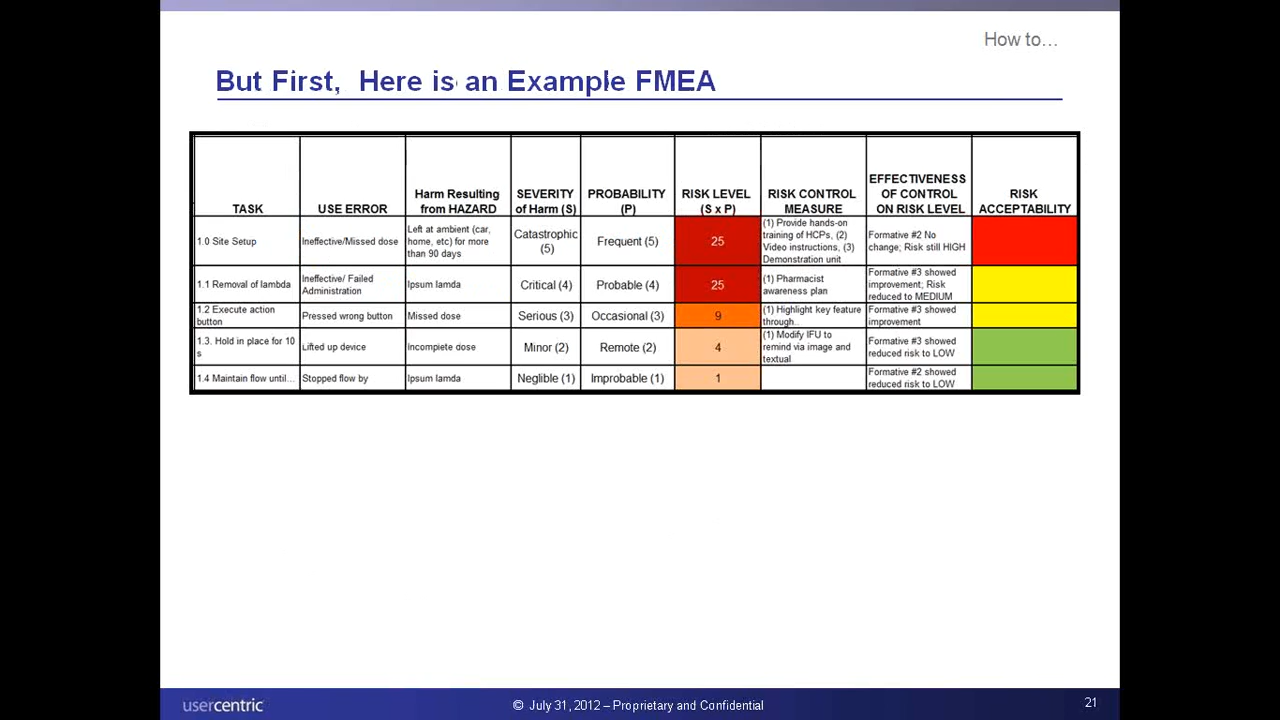 How to…
But First, Here is an Example FMEA
TASK
USE ERROR
Harm Resulting
from HAZARD
SEVERITY
of Harm (S)
PROBABILITY
(P)
RISK LEVEL
(S x P)
RISK CONTROL
MEASURE
EFFECTIVENESS
OF CONTROL
ON RISK LEVEL
RISK
ACCEPTABILITY
1.0 Site Setup
Ineffective/Missed dose
Left at ambient (car,
home, etc) for more
than 90 days
Catastrophic
(5)
Frequent (5)
25
(1) Provide hands-on
training of HCPs, (2)
Video instructions, (3)
Demonstration unit
Formative #2 No
change; Risk still HIGH
1.1 Removal of lambda
Ineffective/ Failed
Administration
Ipsum lamda
Critical (4)
Probable (4)
25
(1) Pharmacist
awareness plan
Formative #3 showed
improvement; Risk
reduced to MEDIUM
1.2 Execute action
button
Pressed wrong button
Missed dose
Serious (3)
Occasional (3)
9
(1) Highlight key feature
through...
Formative #3 showed
improvement
1.3. Hold in place for 10
s
Lifted up device
Incomplete dose
Minor (2)
Remote (2)
4
(1) Modify IFU to
remind via image and
textual
Formative #3 showed
reduced risk to LOW
1.4 Maintain flow until...
Stopped flow by
Ipsum lamda
Neglible (1)
Improbable (1)
1
Formative #2 showed
reduced risk to LOW
usercentric
© July 31, 2012 – Proprietary and Confidential
21